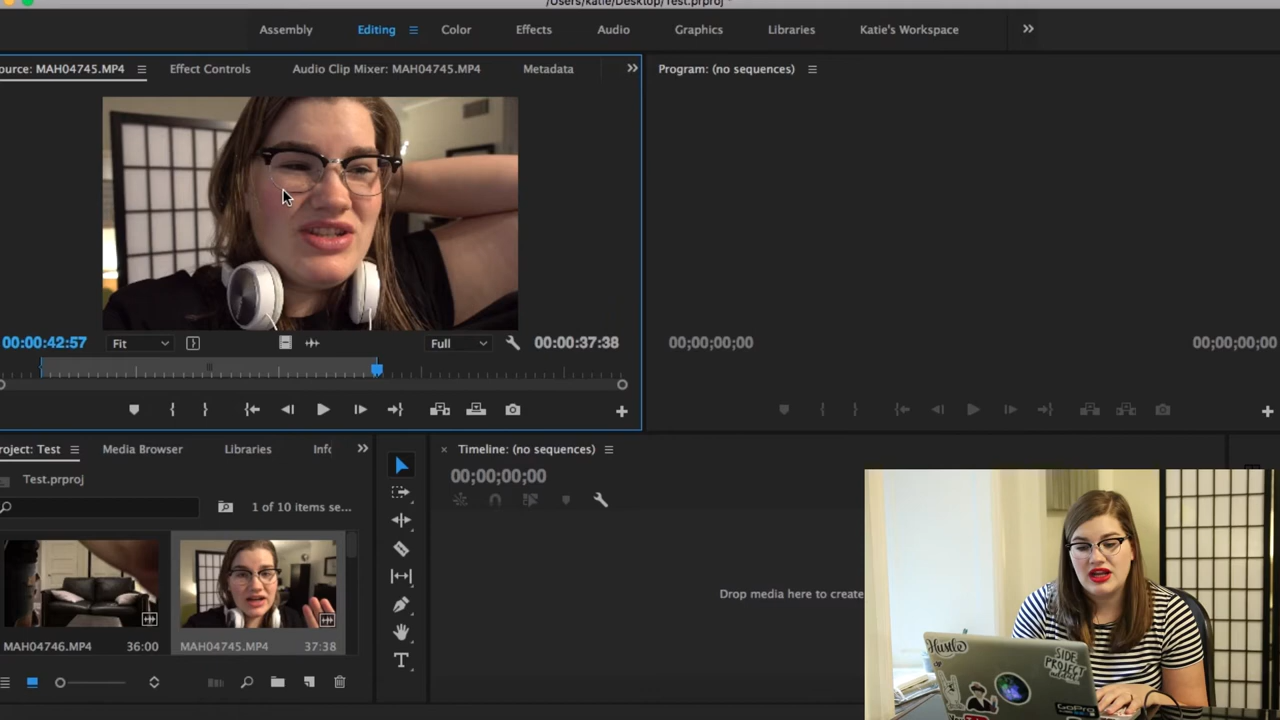 /Users/katie/Desktop/Test.prproj *
Assembly
Editing
Color
Effects
Audio
Graphics
Libraries
Katie's Workspace
ource: MAH04745.MP4
Effect Controls
Audio Clip Mixer: MAH04745.MP4
Metadata
Program: (no sequences)
00:00:42:57
Fit
Full
00:00:37:38
00;00;00;00
00;00;00;00
roject: Test
Media Browser
Libraries
Info
Timeline: (no sequences)
00;00;00;00
Test.prproj
1 of 10 items se...
Drop media here to create
MAH04746.MP4
36:00
MAH04745.MP4
37:38
Hustle
SIDE
PROJECT
GoPro